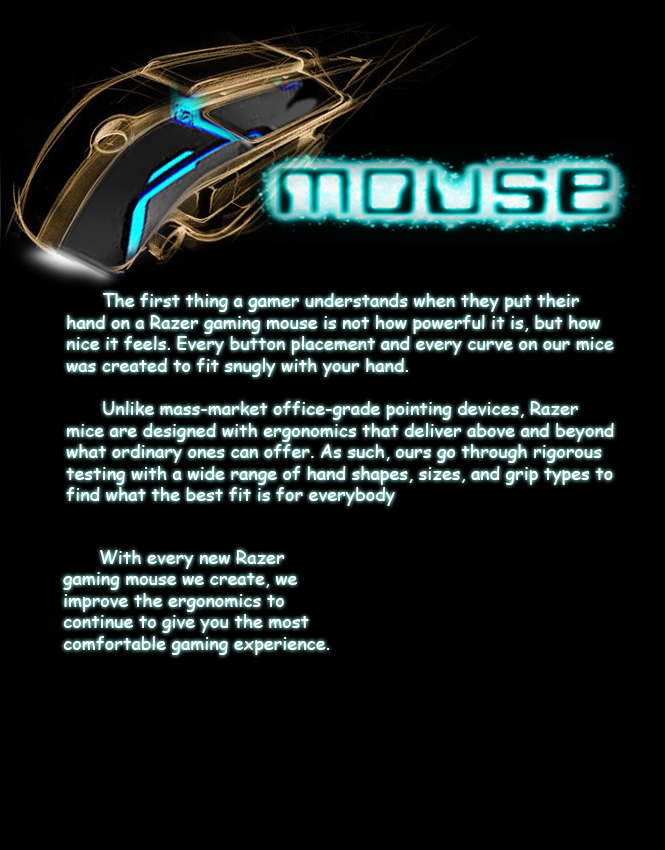 mouse
The first thing a gamer understands when they put their
hand on a Razer gaming mouse is not how powerful it is, but how
nice it feels. Every button placement and every curve on our mice
was created to fit snugly with your hand.
Unlike mass-market office-grade pointing devices, Razer
mice are designed with ergonomics that deliver above and beyond
what ordinary ones can offer. As such, ours go through rigorous
testing with a wide range of hand shapes, sizes, and grip types to
find what the best fit is for everybody
With every new Razer
gaming mouse we create, we
improve the ergonomics to
continue to give you the most
comfortable gaming experience.